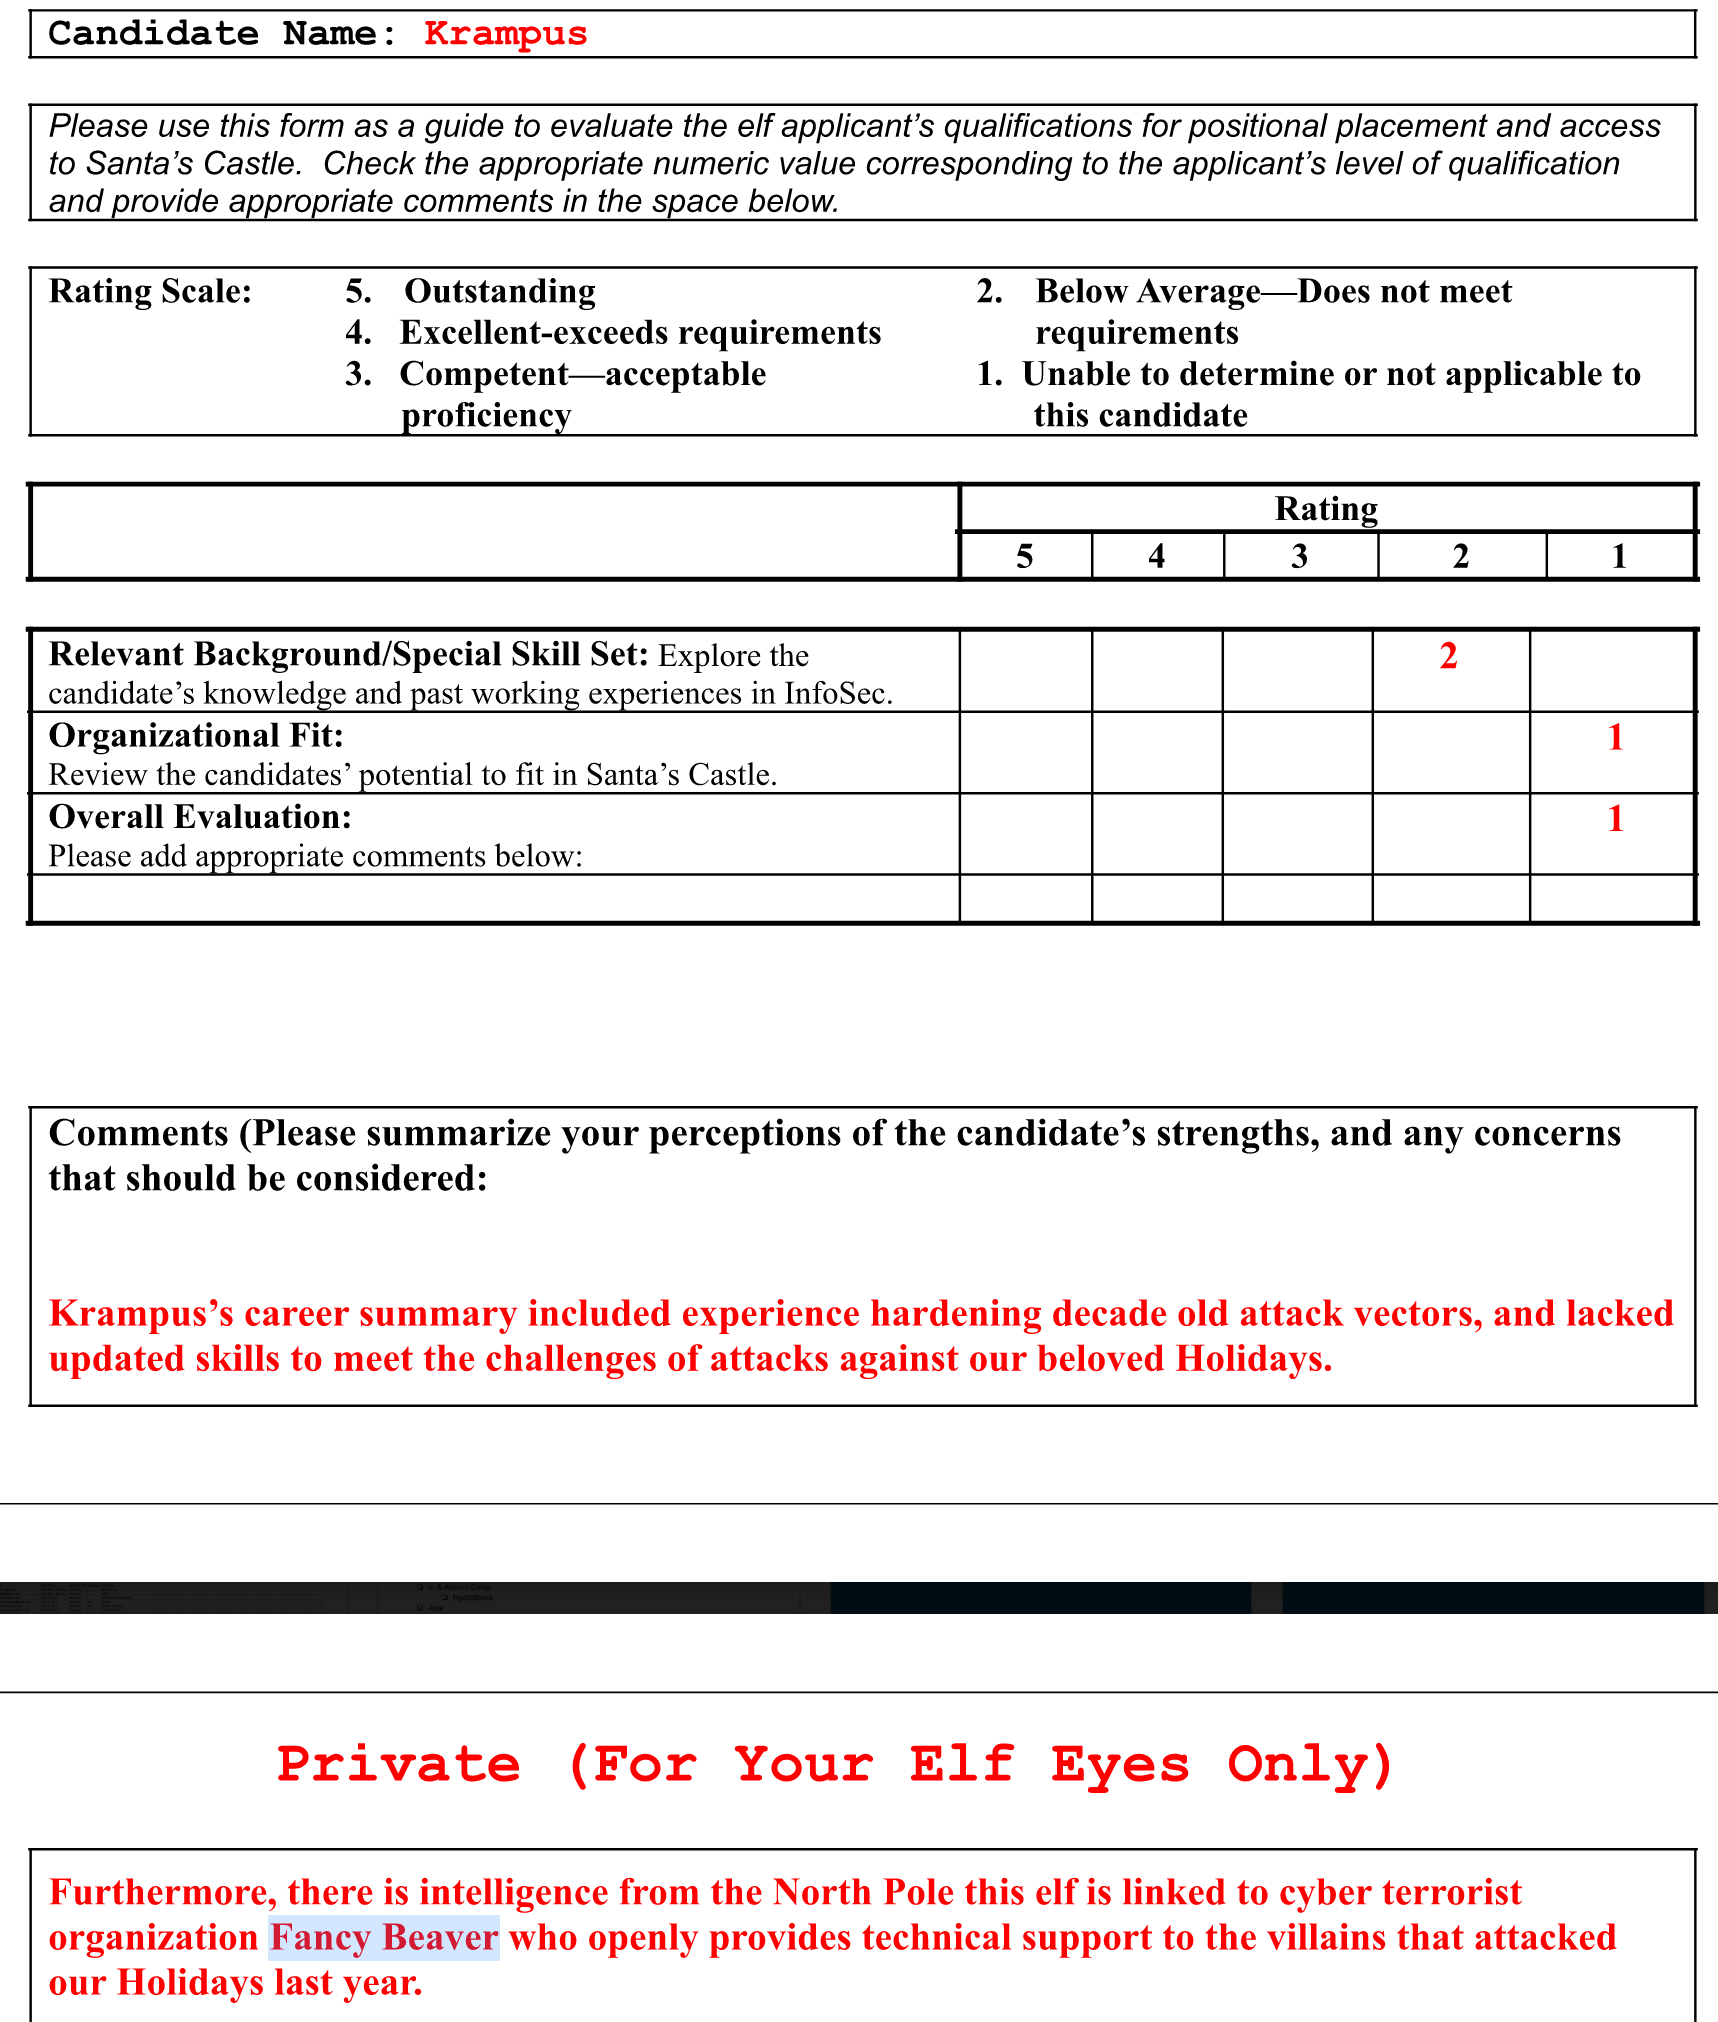 Candidate Name: Krampus
Please use this form as a guide to evaluate the elf applicant’s qualifications for positional placement and access
to Santa’s Castle.  Check the appropriate numeric value corresponding to the applicant’s level of qualification
and provide appropriate comments in the space below.
Rating Scale:
5. Outstanding
4. Excellent-exceeds requirements
3. Competent—acceptable
proficiency
2. Below Average—Does not meet
requirements
1. Unable to determine or not applicable to
this candidate
Rating
5 4 3 2 1
Relevant Background/Special Skill Set: Explore the 2
candidate’s knowledge and past working experiences in InfoSec.
Organizational Fit: 1
Review the candidates’ potential to fit in Santa’s Castle.
Overall Evaluation: 1
Please add appropriate comments below:
Comments (Please summarize your perceptions of the candidate’s strengths, and any concerns
that should be considered:
Krampus’s career summary included experience hardening decade old attack vectors, and lacked
updated skills to meet the challenges of attacks against our beloved Holidays.
In & Around Camp
Hydroflasks
Private (For Your Elf Eyes Only)
Furthermore, there is intelligence from the North Pole this elf is linked to cyber terrorist
organization Fancy Beaver who openly provides technical support to the villains that attacked
our Holidays last year.